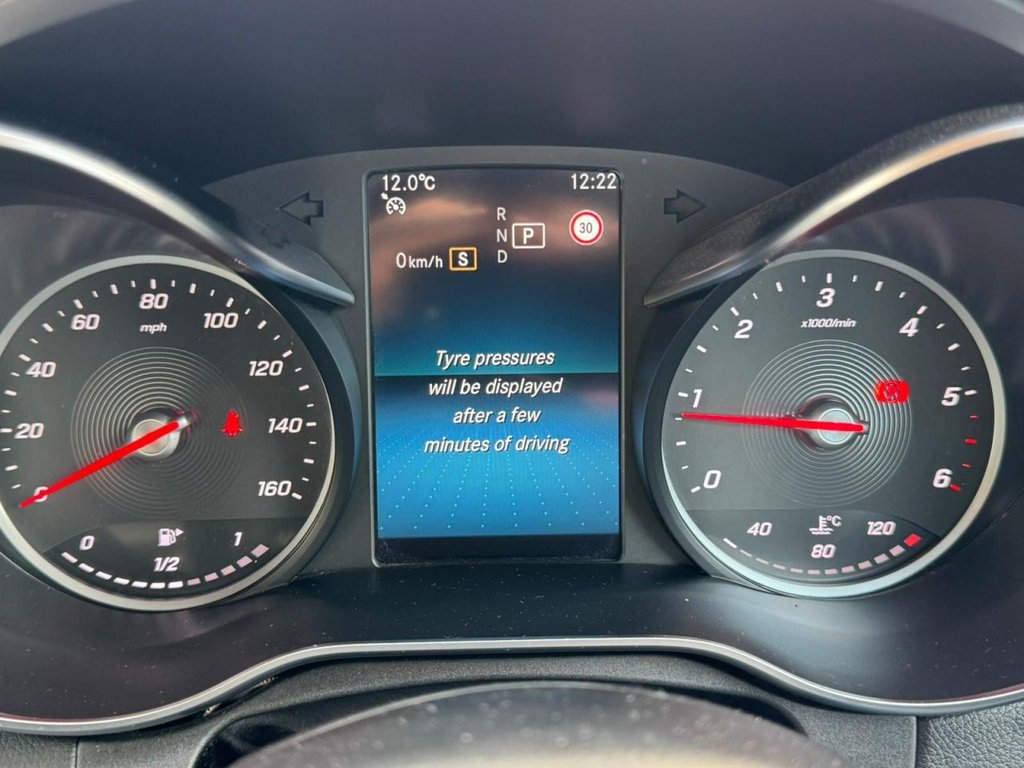 12.0°C 12:22
R
N P 30
0 km/h S D
80
60 100
mph
40 120
20 140
0 160
0 1
1/2
Tyre pressures
will be displayed
after a few
minutes of driving
3
2 4
x1000/min
1 5
0 6
°C
40 120
80